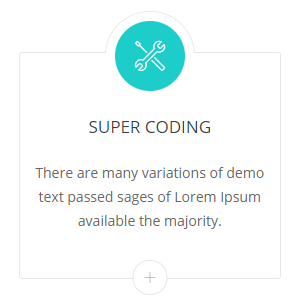 SUPER CODING
There are many variations of demo
text passed sages of Lorem Ipsum
available the majority.